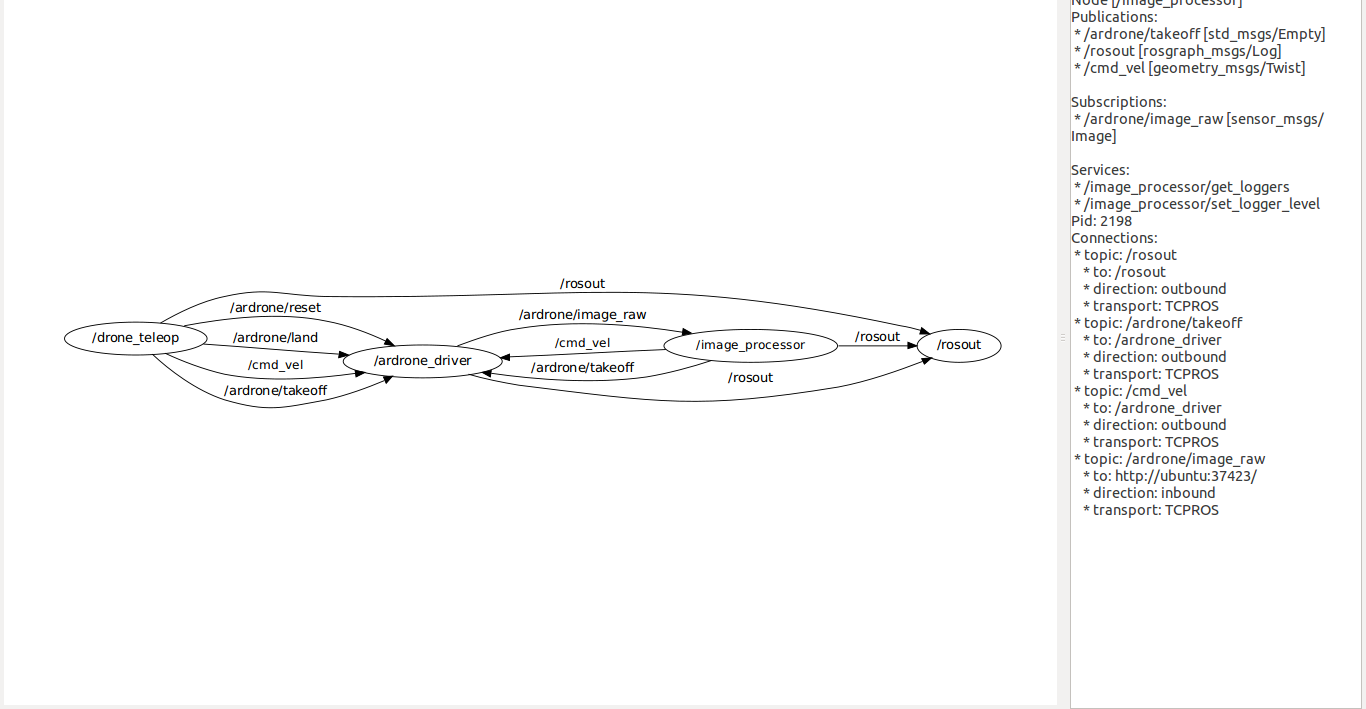 /rosout
/ardrone/reset
/ardrone/image_raw
/drone_teleop
/ardrone/land
/cmd_vel
/rosout
/image_processor
/rosout
/ardrone_driver
/cmd_vel
/ardrone/takeoff
/rosout
/ardrone/takeoff
Node [/image_processor]
Publications:
* /ardrone/takeoff [std_msgs/Empty]
* /rosout [rosgraph_msgs/Log]
* /cmd_vel [geometry_msgs/Twist]
Subscriptions:
* /ardrone/image_raw [sensor_msgs/
Image]
Services:
* /image_processor/get_loggers
* /image_processor/set_logger_level
Pid: 2198
Connections:
* topic: /rosout
* to: /rosout
* direction: outbound
* transport: TCPROS
* topic: /ardrone/takeoff
* to: /ardrone_driver
* direction: outbound
* transport: TCPROS
* topic: /cmd_vel
* to: /ardrone_driver
* direction: outbound
* transport: TCPROS
* topic: /ardrone/image_raw
* to: http://ubuntu:37423/
* direction: inbound
* transport: TCPROS